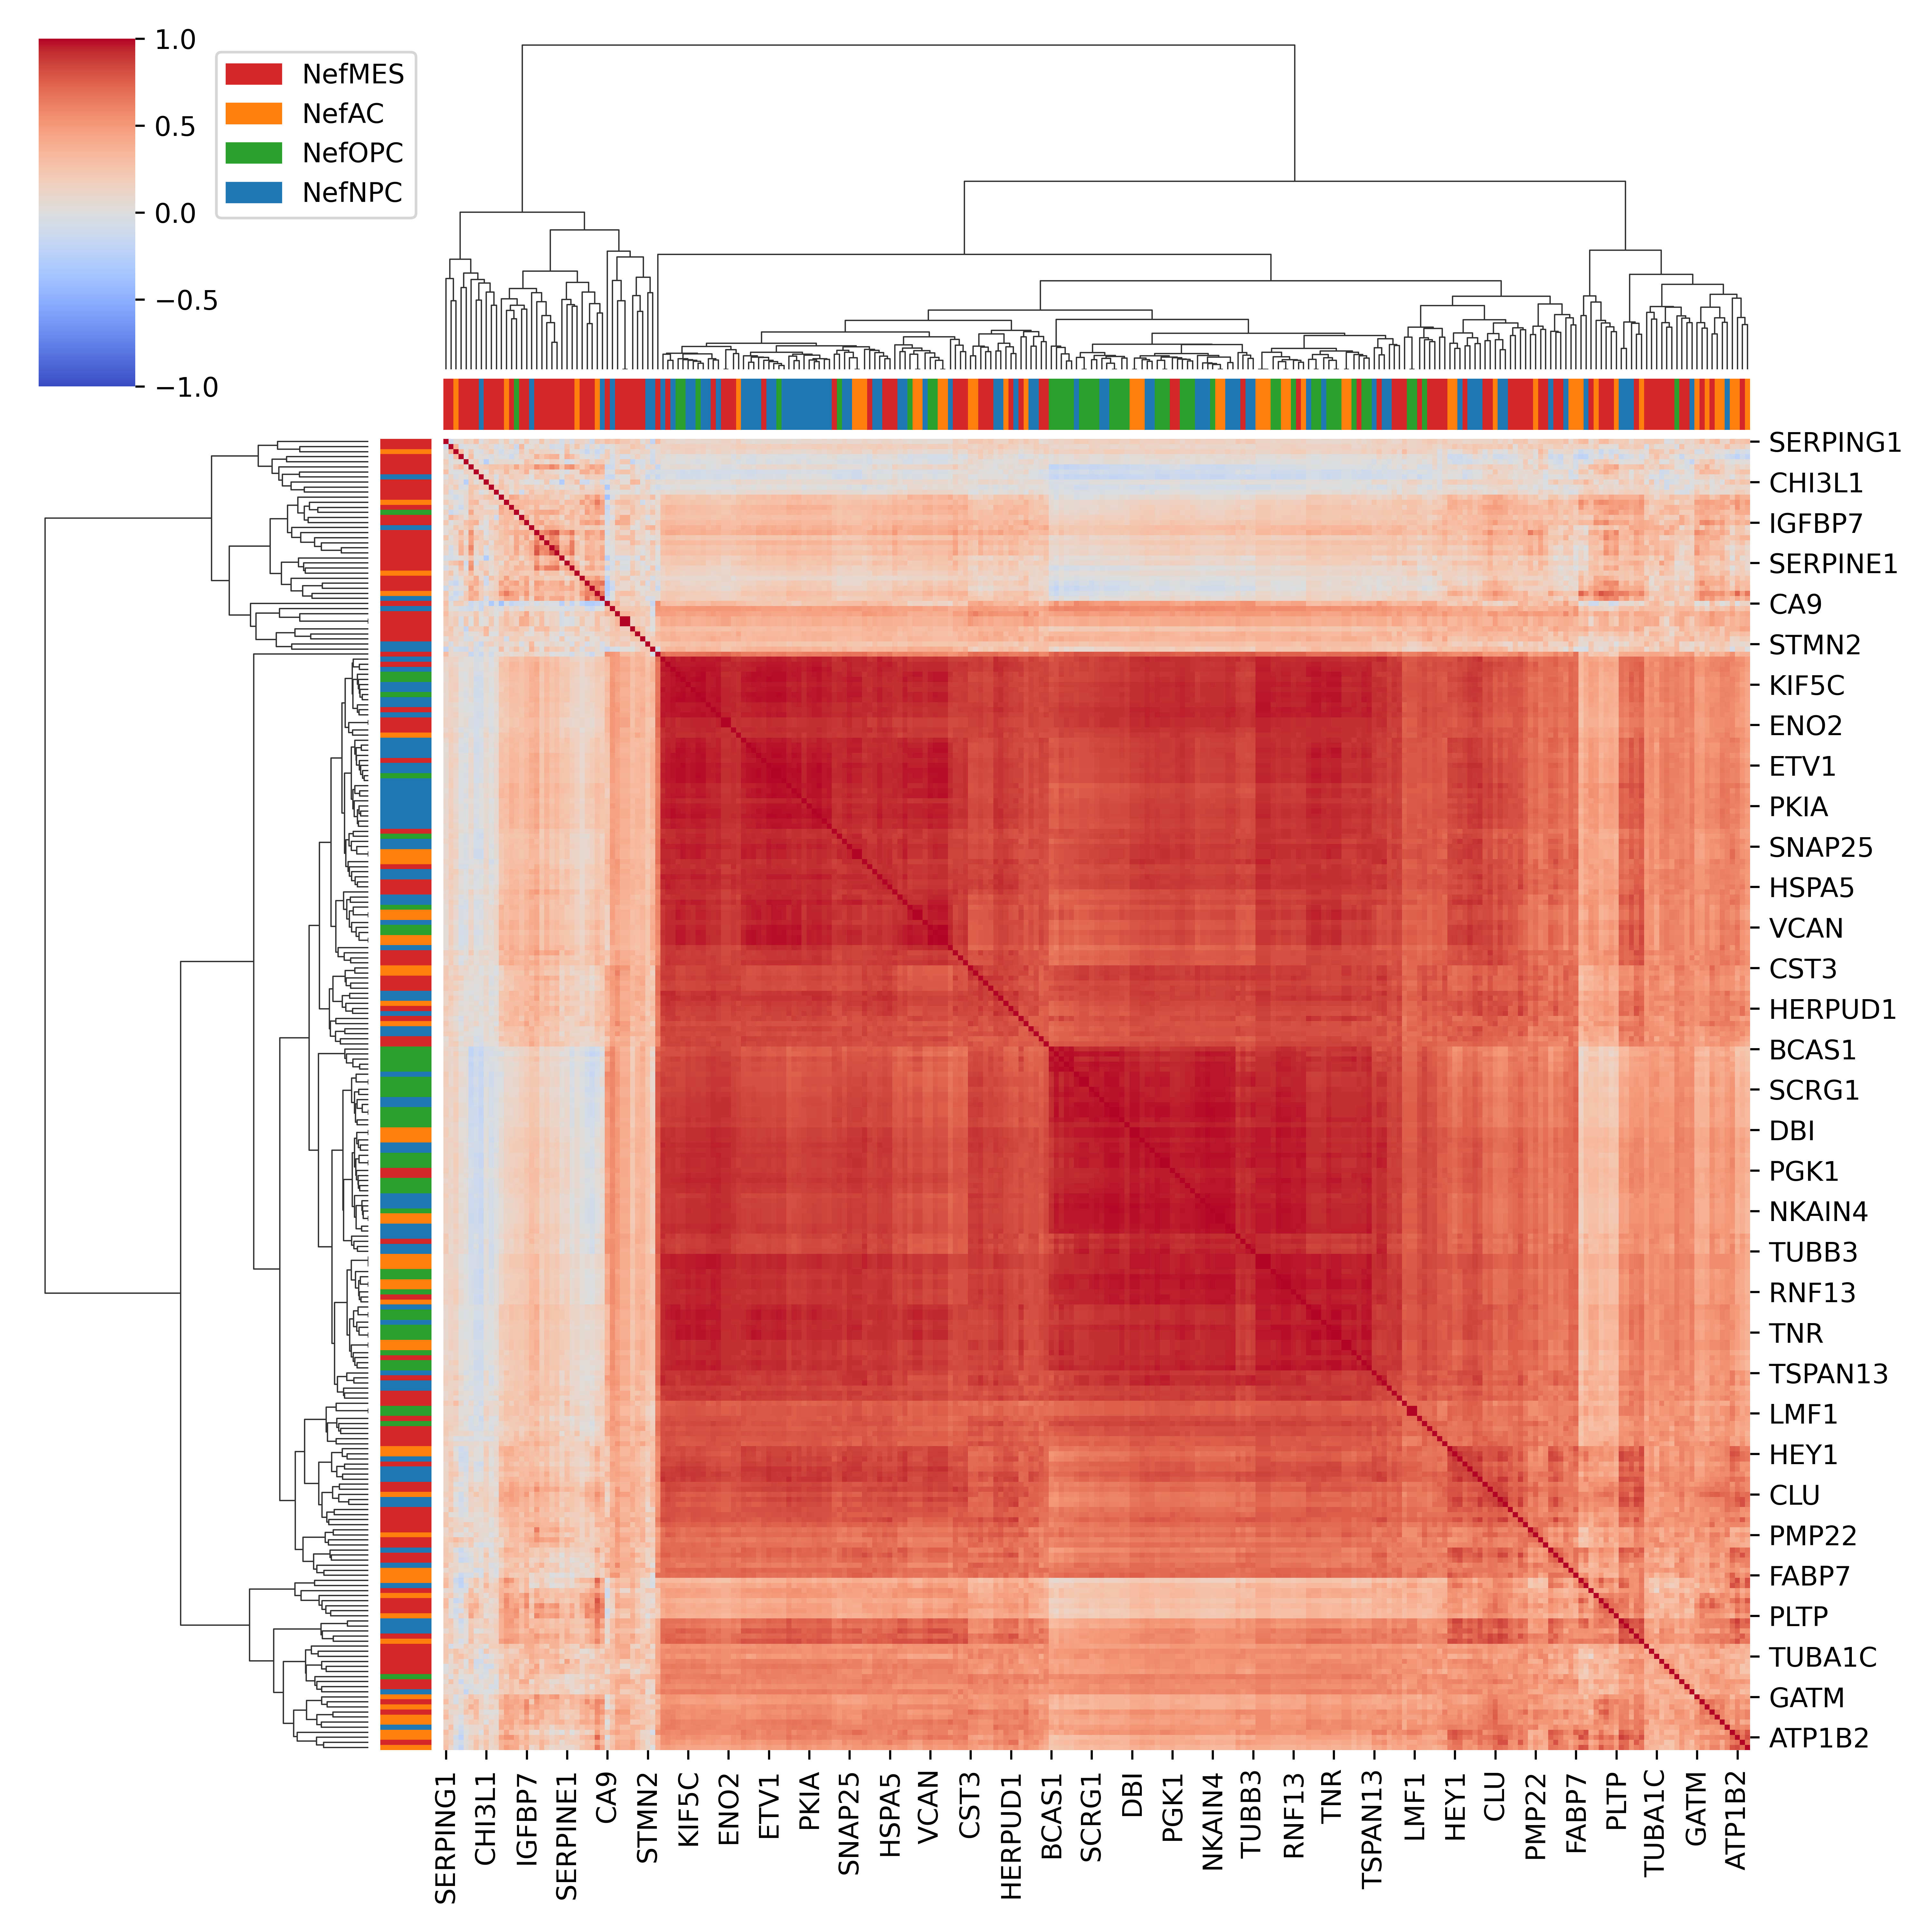 1.0
0.5
0.0
−0.5
−1.0
NefMES
NefAC
NefOPC
NefNPC
SERPING1
CHI3L1
IGFBP7
SERPINE1
CA9
STMN2
KIF5C
ENO2
ETV1
PKIA
SNAP25
HSPA5
VCAN
CST3
HERPUD1
BCAS1
SCRG1
DBI
PGK1
NKAIN4
TUBB3
RNF13
TNR
TSPAN13
LMF1
HEY1
CLU
PMP22
FABP7
PLTP
TUBA1C
GATM
ATP1B2
SERPING1
CHI3L1
IGFBP7
SERPINE1
CA9
STMN2
KIF5C
ENO2
ETV1
PKIA
SNAP25
HSPA5
VCAN
CST3
HERPUD1
BCAS1
SCRG1
DBI
PGK1
NKAIN4
TUBB3
RNF13
TNR
TSPAN13
LMF1
HEY1
CLU
PMP22
FABP7
PLTP
TUBA1C
GATM
ATP1B2